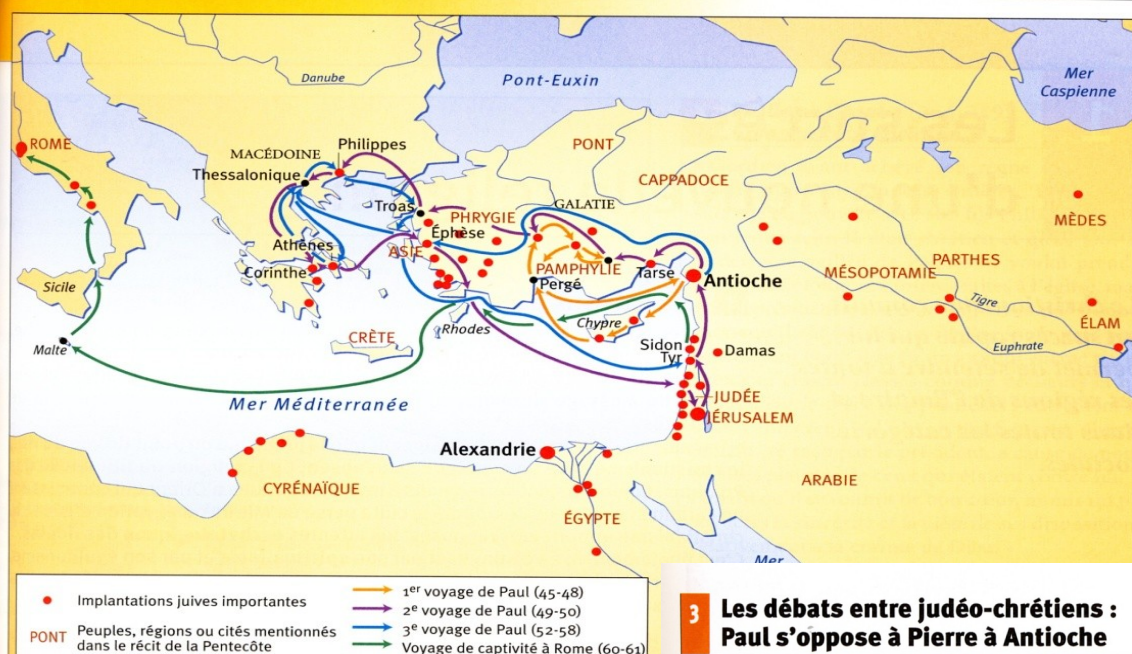 Danube
Pont-Euxin
Mer
Caspienne
ROME
Philippes
MACÉDOINE
Thessalonique
PONT
CAPPADOCE
GALATIE
Troas
PHRYGIE
MÈDES
Éphèse
Athènes
ASIE
PAMPHYLIE
Tarse
MÉSOPOTAMIE
PARTHES
Corinthe
Antioche
Pergé
Sicile
Tigre
Rhodes
Chypre
ÉLAM
CRÈTE
Malte
Sidon
Tyr
Damas
Euphrate
Mer Méditerranée
JUDÉE
JÉRUSALEM
Alexandrie
CYRÉNAÏQUE
ARABIE
ÉGYPTE
Mer
Implantations juives importantes
PONT Peuples, régions ou cités mentionnés
dans le récit de la Pentecôte
1er voyage de Paul (45-48)
2e voyage de Paul (49-50)
3e voyage de Paul (52-58)
Voyage de captivité à Rome (60-61)
3 Les débats entre judéo-chrétiens :
Paul s'oppose à Pierre à Antioche